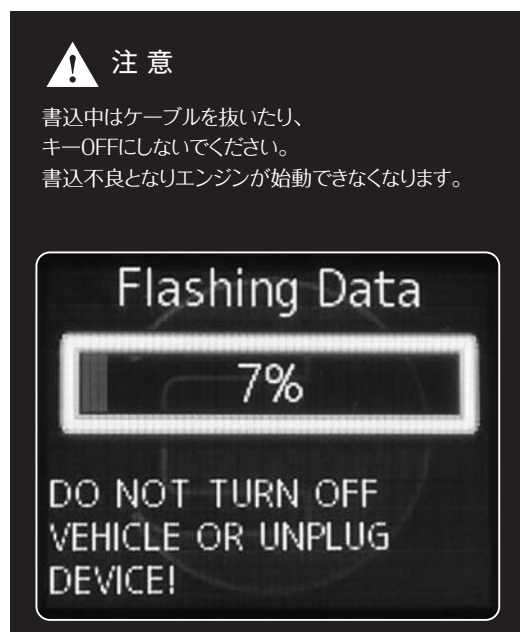 注意
書込中はケーブルを抜いたり、
キーOFFにしないでください。
書込不良となりエンジンが始動できなくなります。
Flashing Data
7%
DO NOT TURN OFF
VEHICLE OR UNPLUG
DEVICE!